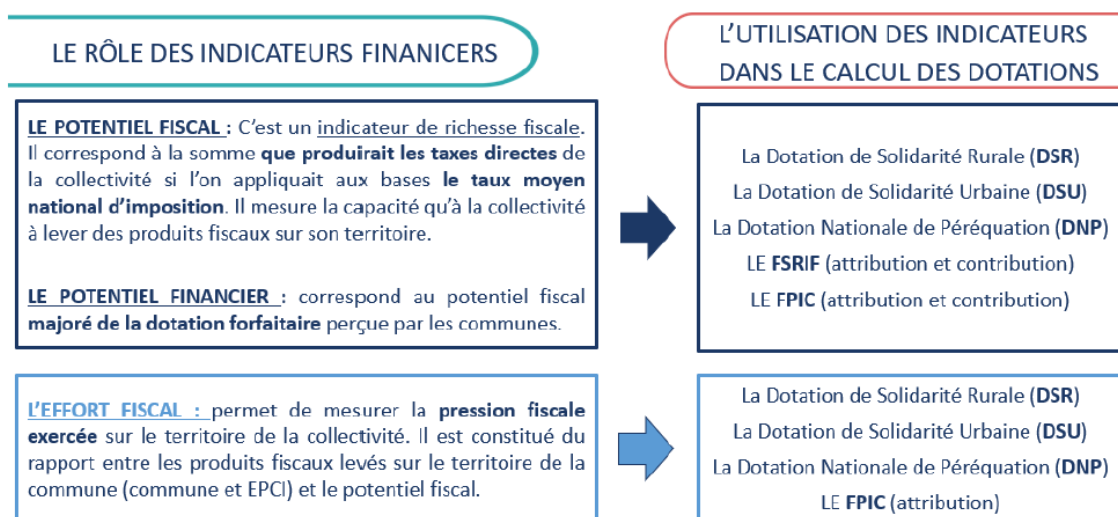 LE RÔLE DES INDICATEURS FINANCIERS
L'UTILISATION DES INDICATEURS
DANS LE CALCUL DES DOTATIONS
LE POTENTIEL FISCAL : C'est un indicateur de richesse fiscale.
Il correspond à la somme que produirait les taxes directes de
la collectivité si l'on appliquait aux bases le taux moyen
national d'imposition. Il mesure la capacité qu'à la collectivité
à lever des produits fiscaux sur son territoire.
LE POTENTIEL FINANCIER : correspond au potentiel fiscal
majoré de la dotation forfaitaire perçue par les communes.
La Dotation de Solidarité Rurale (DSR)
La Dotation de Solidarité Urbaine (DSU)
La Dotation Nationale de Péréquation (DNP)
LE FSRIF (attribution et contribution)
LE FPIC (attribution et contribution)
L'EFFORT FISCAL : permet de mesurer la pression fiscale
exercée sur le territoire de la collectivité. Il est constitué du
rapport entre les produits fiscaux levés sur le territoire de la
commune (commune et EPCI) et le potentiel fiscal.
La Dotation de Solidarité Rurale (DSR)
La Dotation de Solidarité Urbaine (DSU)
La Dotation Nationale de Péréquation (DNP)
LE FPIC (attribution)